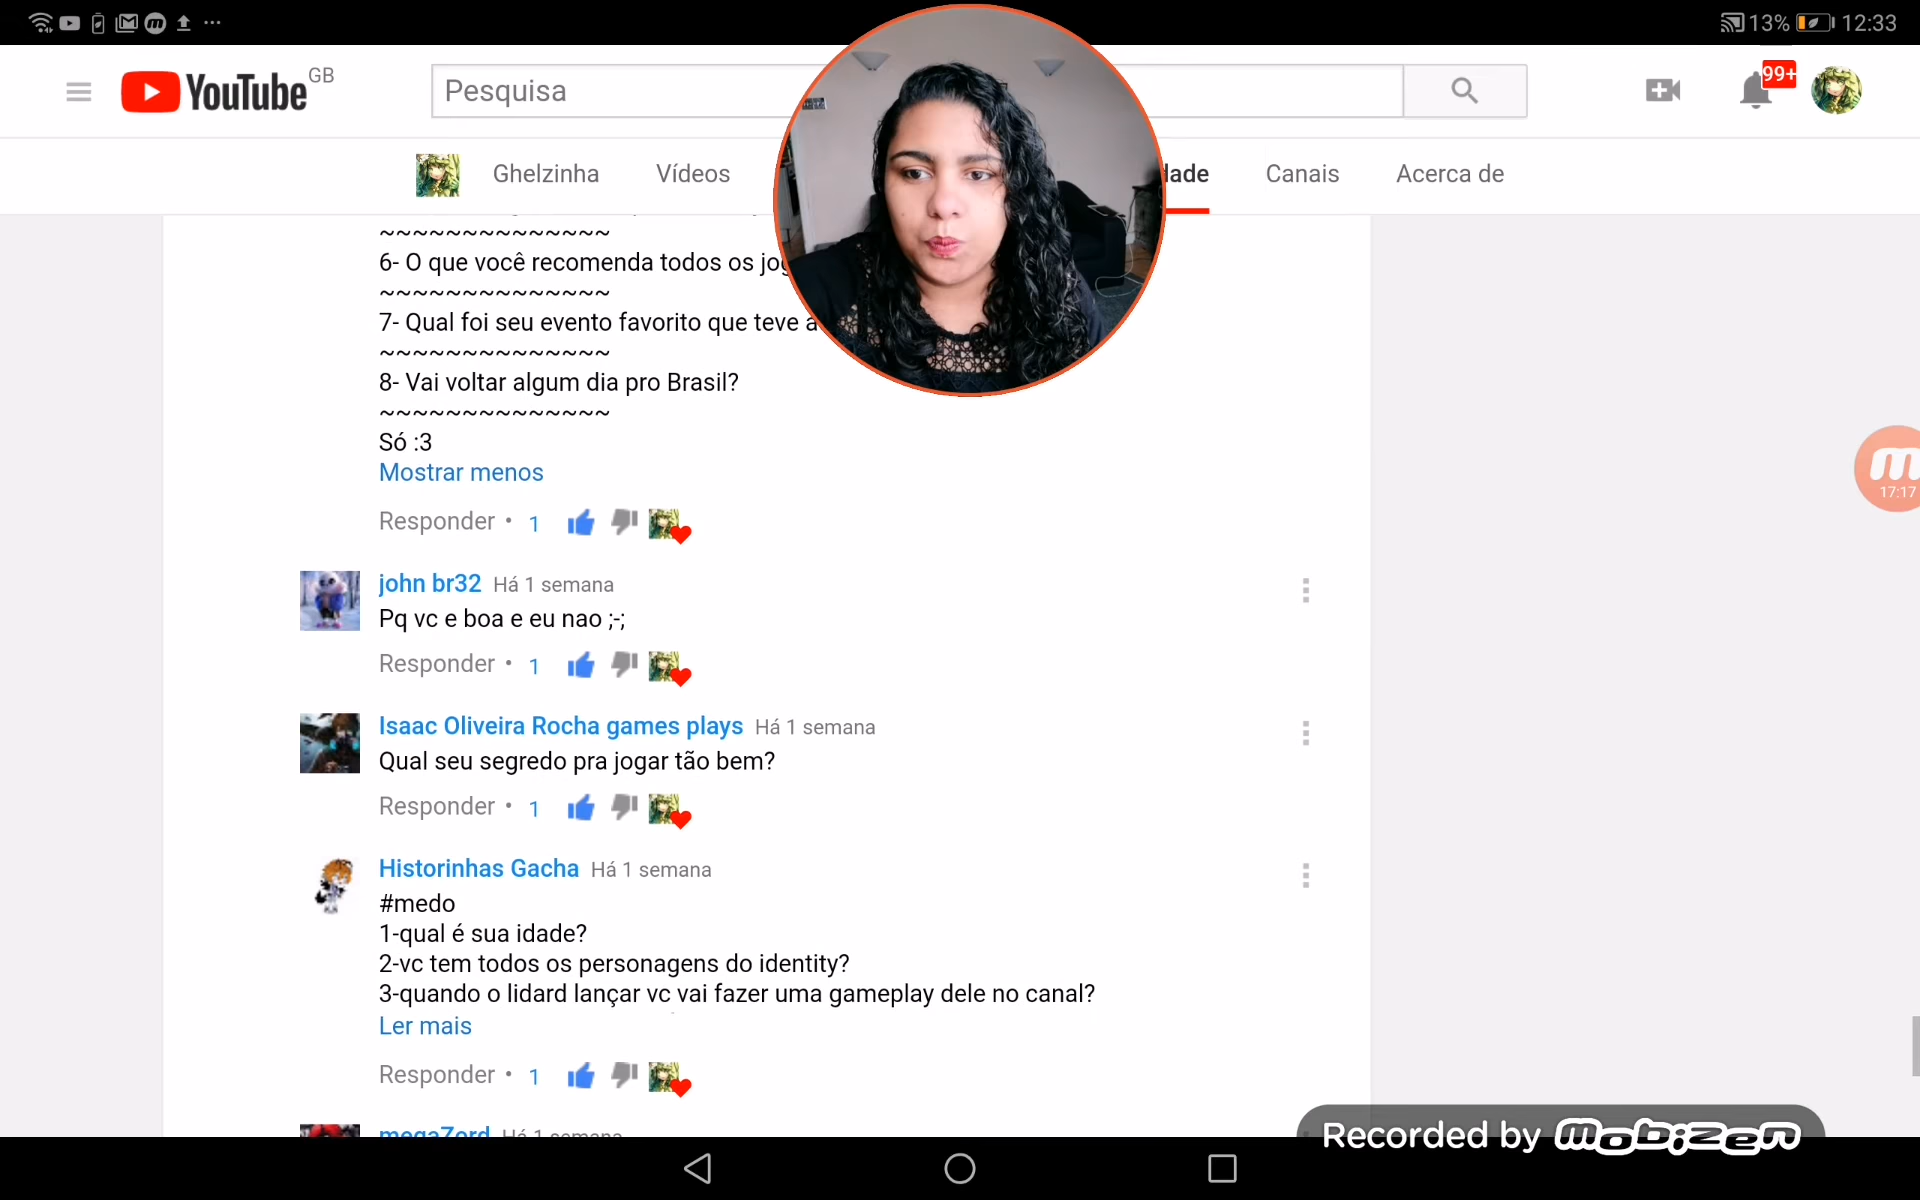 13% 12:33
YouTube GB
Pesquisa
99+
Ghelzinha Vídeos Canais Acerca de
~~~~~~~~~~~~~~
6- O que você recomenda todos os
~~~~~~~~~~~~~~
7- Qual foi seu evento favorito que teve
~~~~~~~~~~~~~~
8- Vai voltar algum dia pro Brasil?
~~~~~~~~~~~~~~
Só :3
Mostrar menos
17:17
Responder • 1
john br32 Há 1 semana
Pq vc e boa e eu nao ;-;
Responder • 1
Isaac Oliveira Rocha games plays Há 1 semana
Qual seu segredo pra jogar tão bem?
Responder • 1
Historinhas Gacha Há 1 semana
#medo
1-qual é sua idade?
2-vc tem todos os personagens do identity?
3-quando o lidard lançar vc vai fazer uma gameplay dele no canal?
Ler mais
Responder • 1
megaZord Há 1 semana
Recorded by mobizen